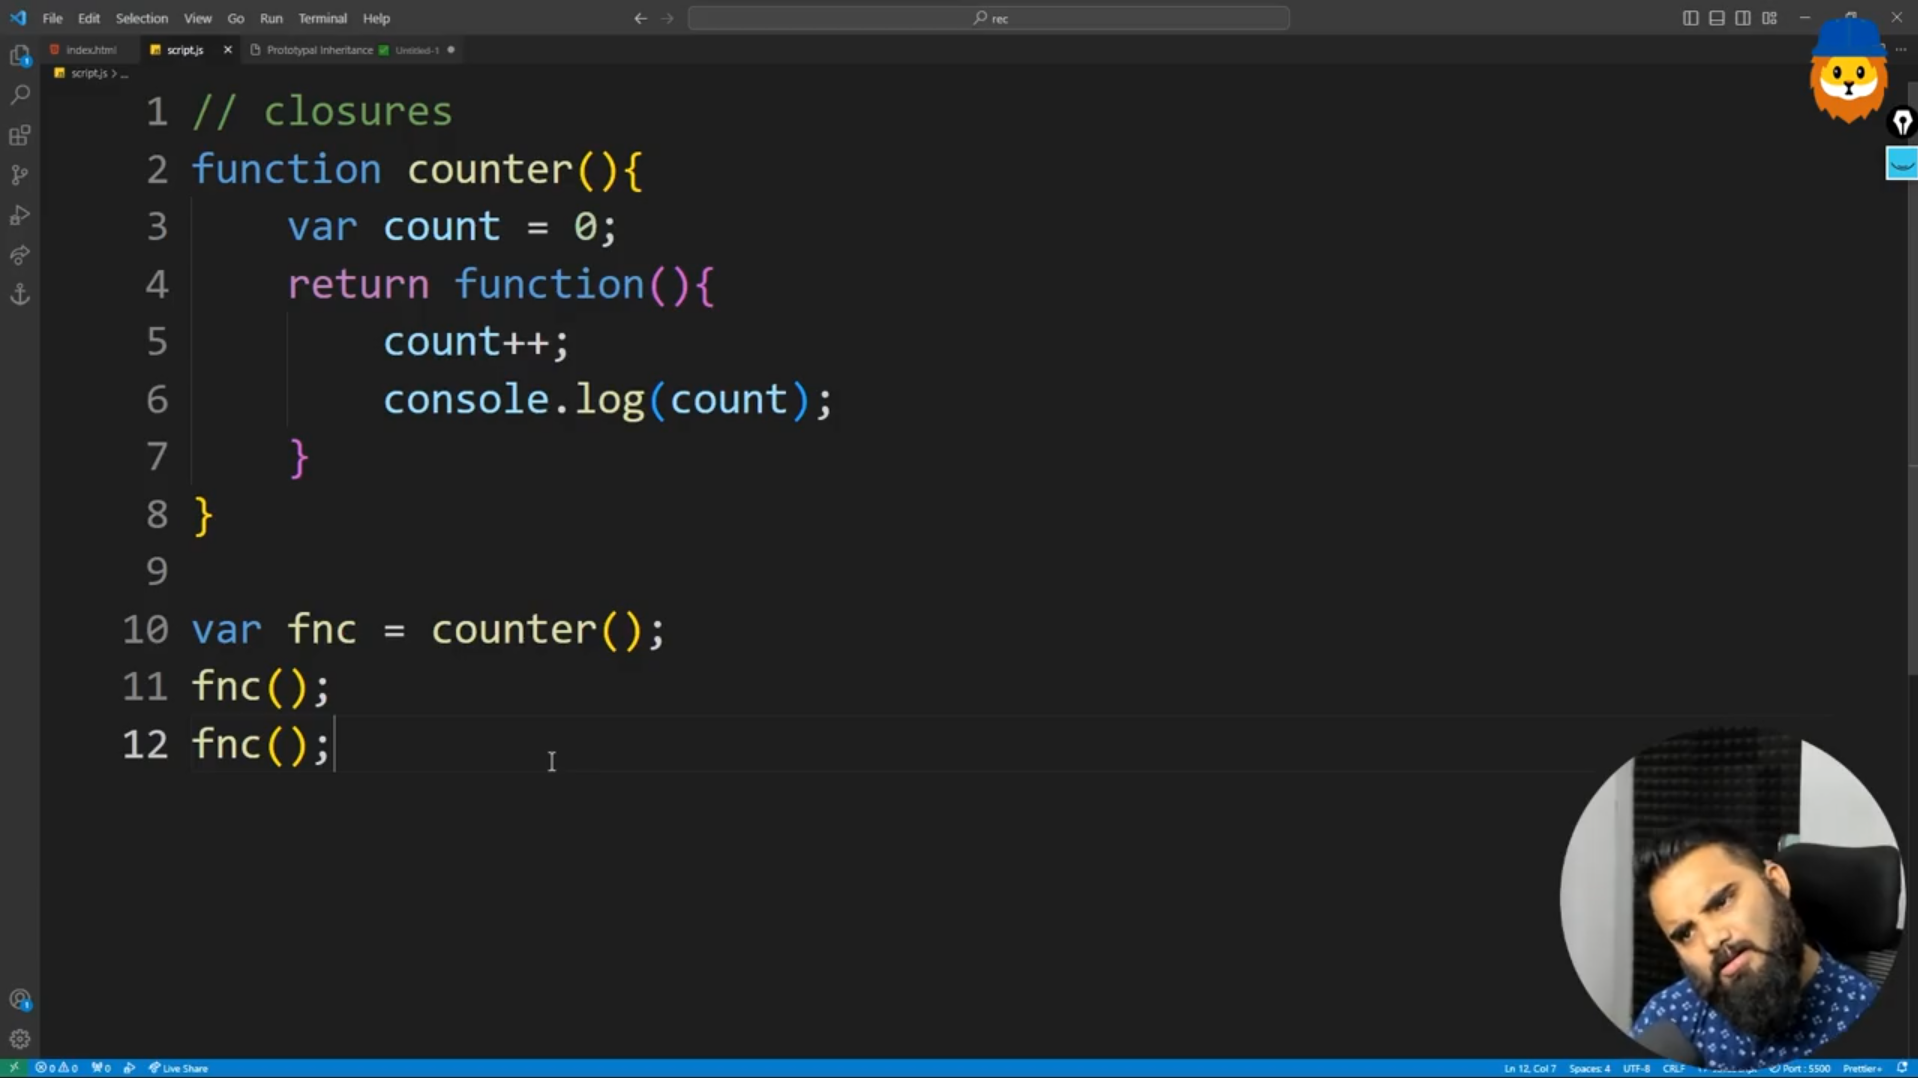 File Edit Selection View Go Run Terminal Help
rec
index.html script.js Prototypal Inheritance Untitled-1
script.js > ...
1 // closures
2 function counter(){
3 var count = 0;
4 return function(){
5 count++;
6 console.log(count);
7 }
8 }
9
10 var fnc = counter();
11 fnc();
12 fnc();
0 0 0 Live Share Ln 12, Col 7 Spaces: 4 UTF-8 CRLF Port : 5500 Prettier+